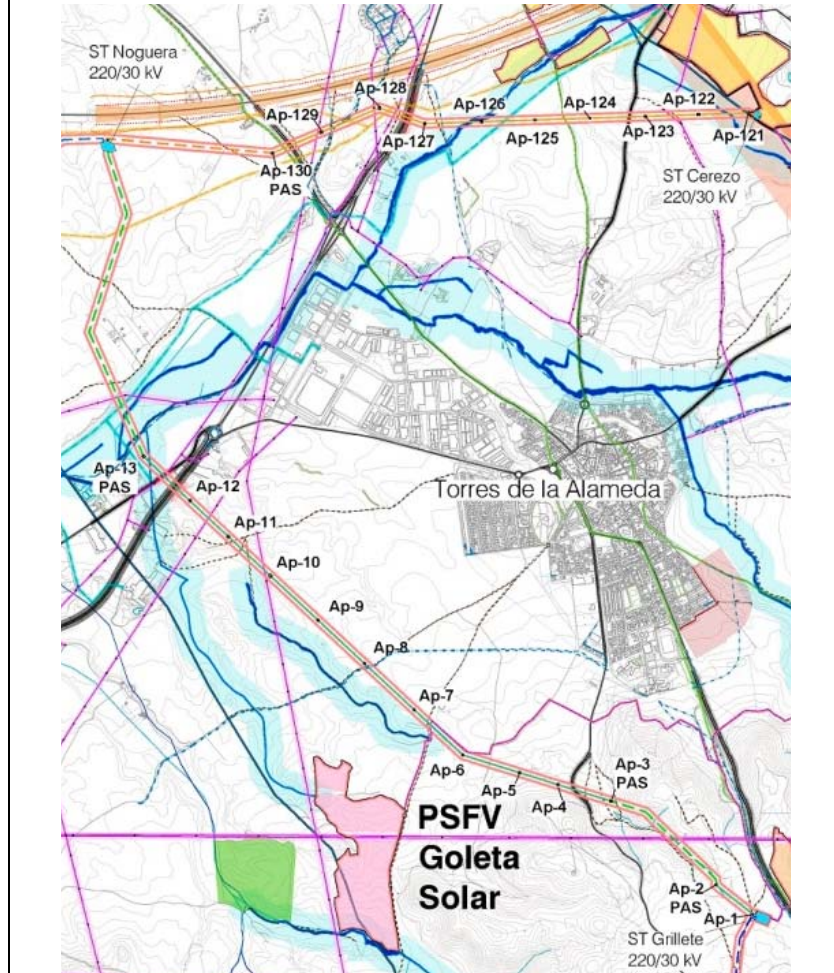 ST Noguera
220/30 kV
Ap-128
Ap-129
Ap-126
Ap-124
Ap-122
Ap-127
Ap-125
Ap-123
Ap-121
Ap-130
PAS
ST Cerezo
220/30 kV
Ap-13
PAS
Ap-12
Torres de la Alameda
Ap-11
Ap-10
Ap-9
Ap-8
Ap-7
Ap-6
Ap-3
PAS
Ap-5
Ap-4
PSFV
Goleta
Solar
Ap-2
PAS
Ap-1
ST Grillete
220/30 kV